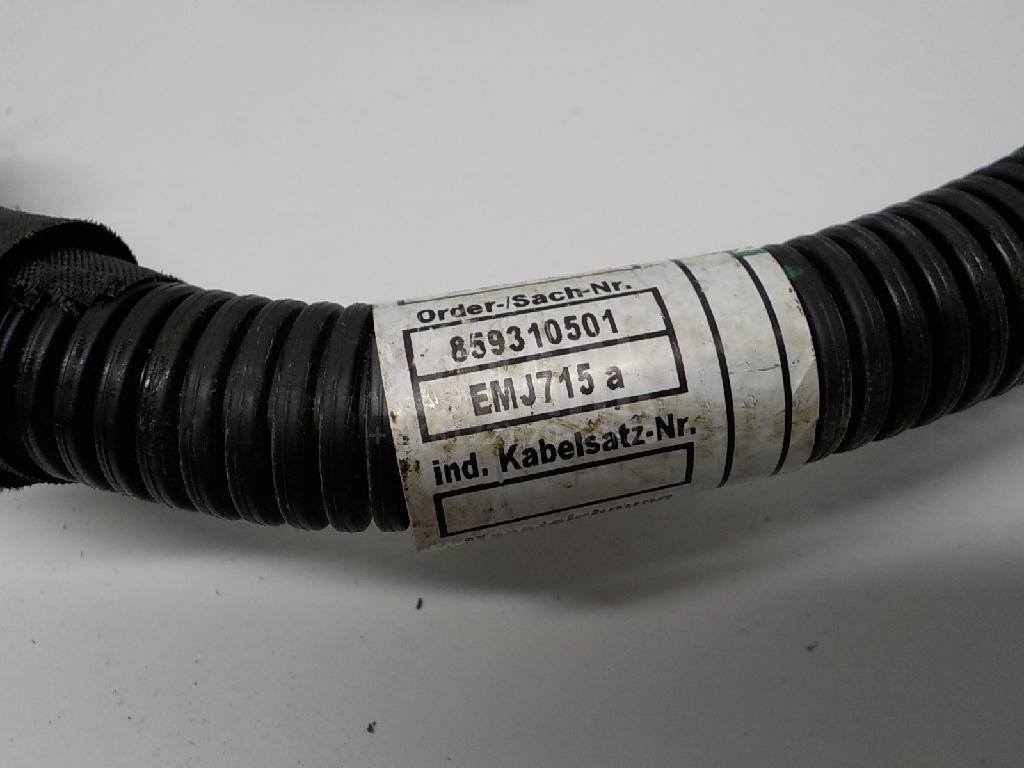 Order-/Sach-Nr.
859310501
EMJ715 a
ind. Kabelsatz-Nr.